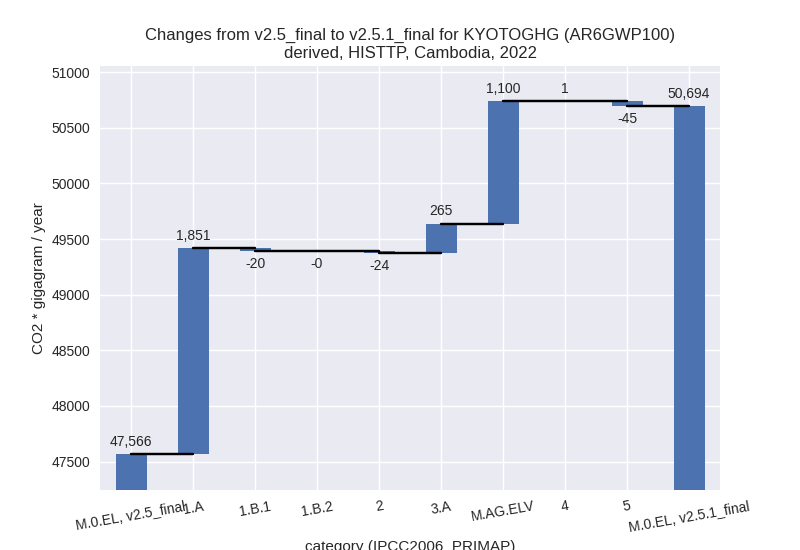 Changes from v2.5_final to v2.5.1_final for KYOTOGHG (AR6GWP100)
derived, HISTTP, Cambodia, 2022
CO2 * gigagram / year
51000
50500
50000
49500
49000
48500
48000
47500
47,566
1,851
-20
-0
-24
265
1,100
1
-45
50,694
M.0.EL, v2.5_final
1.A
1.B.1
1.B.2
2
3.A
M.AG.ELV
4
5
M.0.EL, v2.5.1_final
category (IPCC2006_PRIMAP)